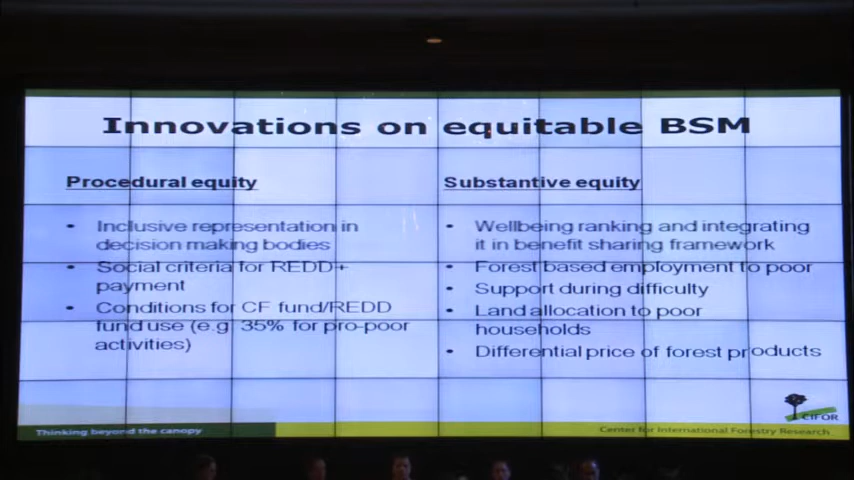 Innovations on equitable BSM
Procedural equity
• Inclusive representation in
decision making bodies
• Social criteria for REDD+
payment
• Conditions for CF fund/REDD
fund use (e.g. 35% for pro-poor
activities)
Substantive equity
• Wellbeing ranking and integrating
it in benefit sharing framework
• Forest based employment to poor
• Support during difficulty
• Land allocation to poor
households
• Differential price of forest products
CIFOR
Thinking beyond the canopy
Center for International Forestry Research